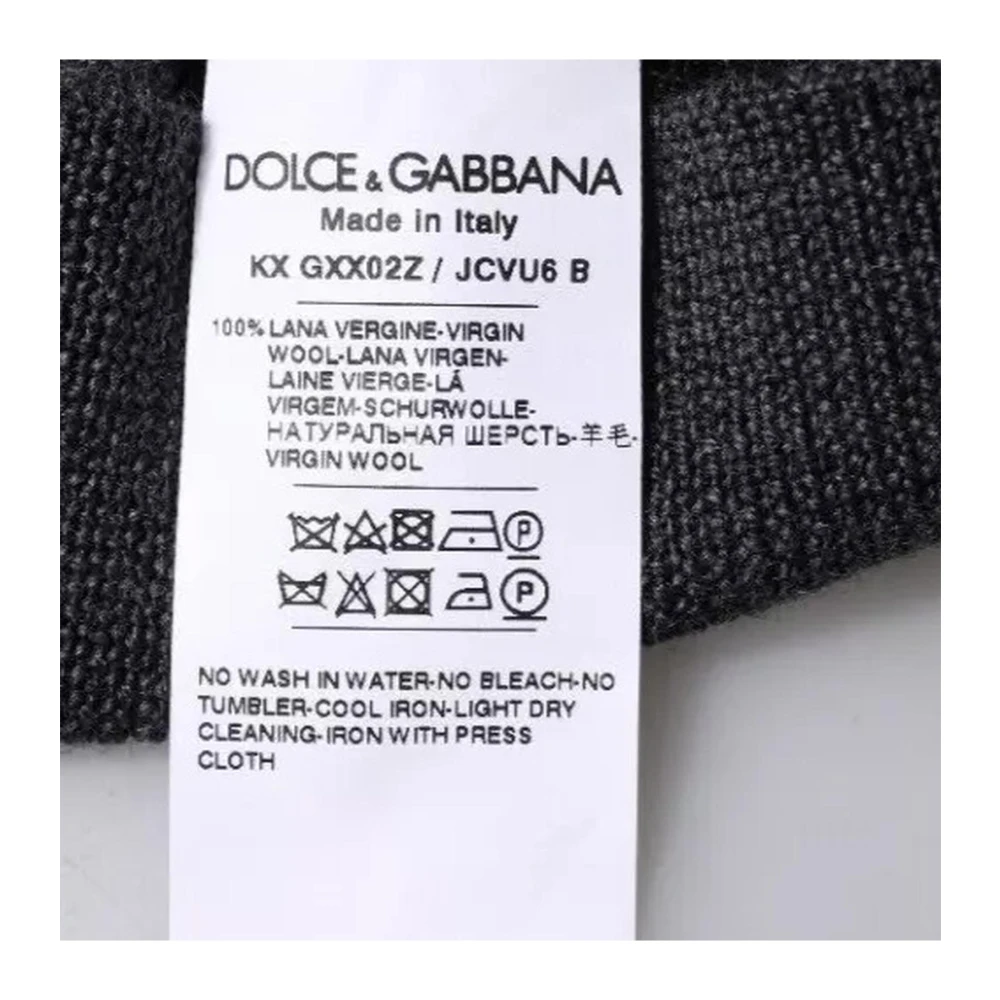 DOLCE & GABBANA
Made in Italy
KX GXX02Z / JCVU6 B
100% LANA VERGINE-VIRGIN
WOOL-LANA VIRGEN-
LAINE VIERGE-LÁ
VIRGEM-SCHURWOLLE-
НАТУРАЛЬНАЯ ШЕРСТЬ-羊毛-
VIRGIN WOOL
P
P
NO WASH IN WATER-NO BLEACH-NO
TUMBLER-COOL IRON-LIGHT DRY
CLEANING-IRON WITH PRESS
CLOTH